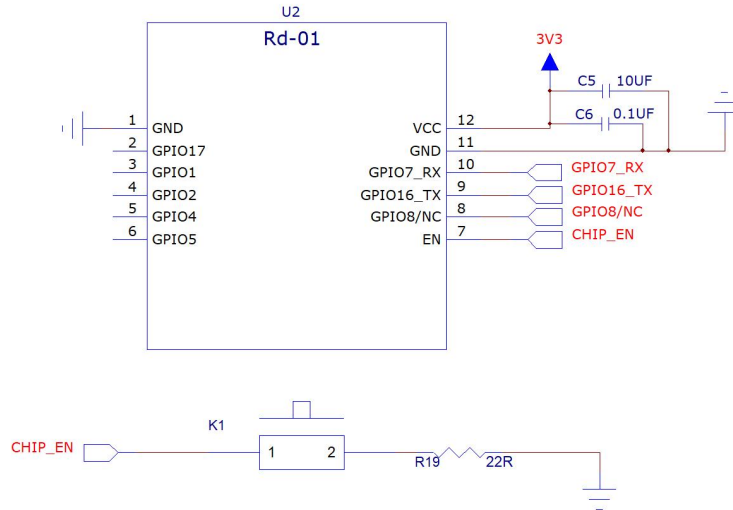 U2
Rd-01
3V3
C5 10UF
C6 0.1UF
1 GND VCC 12
2 GPIO17 GND 11
3 GPIO1 GPIO7_RX 10 GPIO7_RX
4 GPIO2 GPIO16_TX 9 GPIO16_TX
5 GPIO4 GPIO8/NC 8 GPIO8/NC
6 GPIO5 EN 7 CHIP_EN
K1
CHIP_EN 1 2
R19 22R